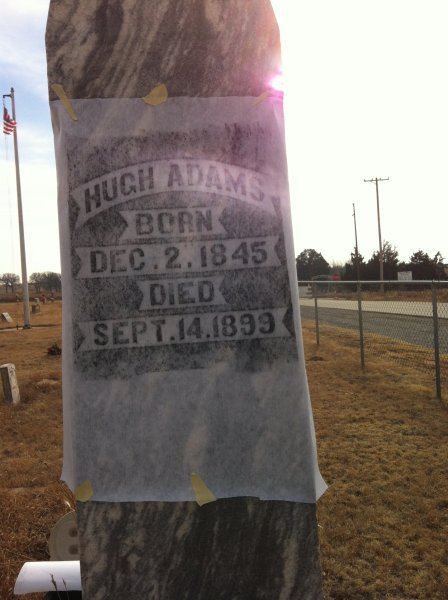 HUGH ADAMS
BORN
DEC. 2. 1845
DIED
SEPT. 14. 1899